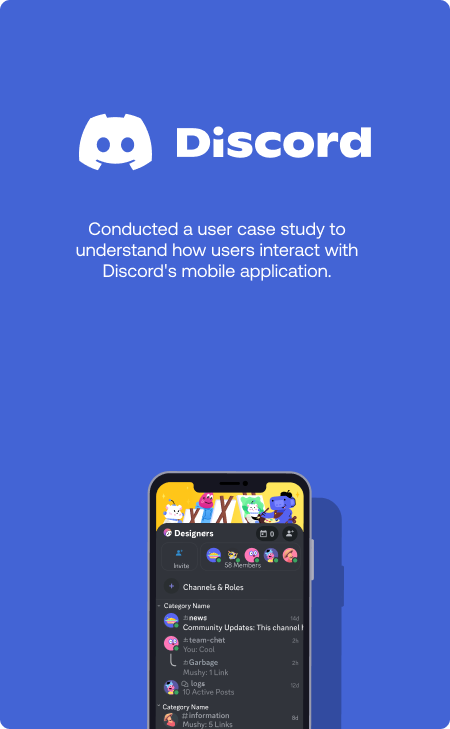 Discord
Conducted a user case study to
understand how users interact with
Discord's mobile application.
Designers
0
Invite
58 Members
Channels & Roles
Category Name
news 14d
Community Updates: This channel
team-chat 2h
You: Cool
Garbage 2h
Mushy: 1 Link
logs 12d
10 Active Posts
Category Name
information 8d
Mushy: 5 Links